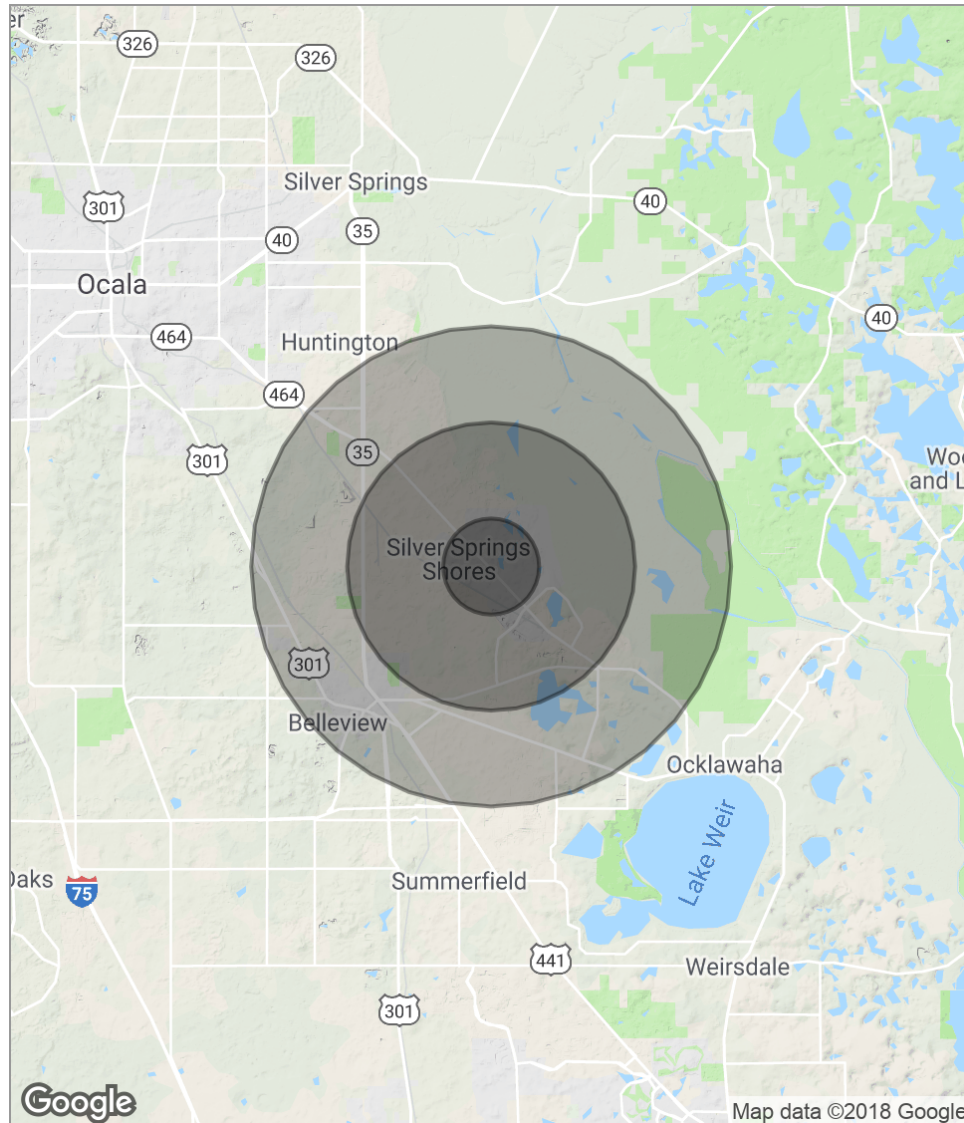 er
326
326
Silver Springs
301
40
35
40
Ocala
40
464
Huntington
464
35
301
Woo
and L
Silver Springs
Shores
301
Belleview
Ocklawaha
Lake Weir
Oaks
75
Summerfield
441
Weirsdale
301
Google
Map data ©2018 Google